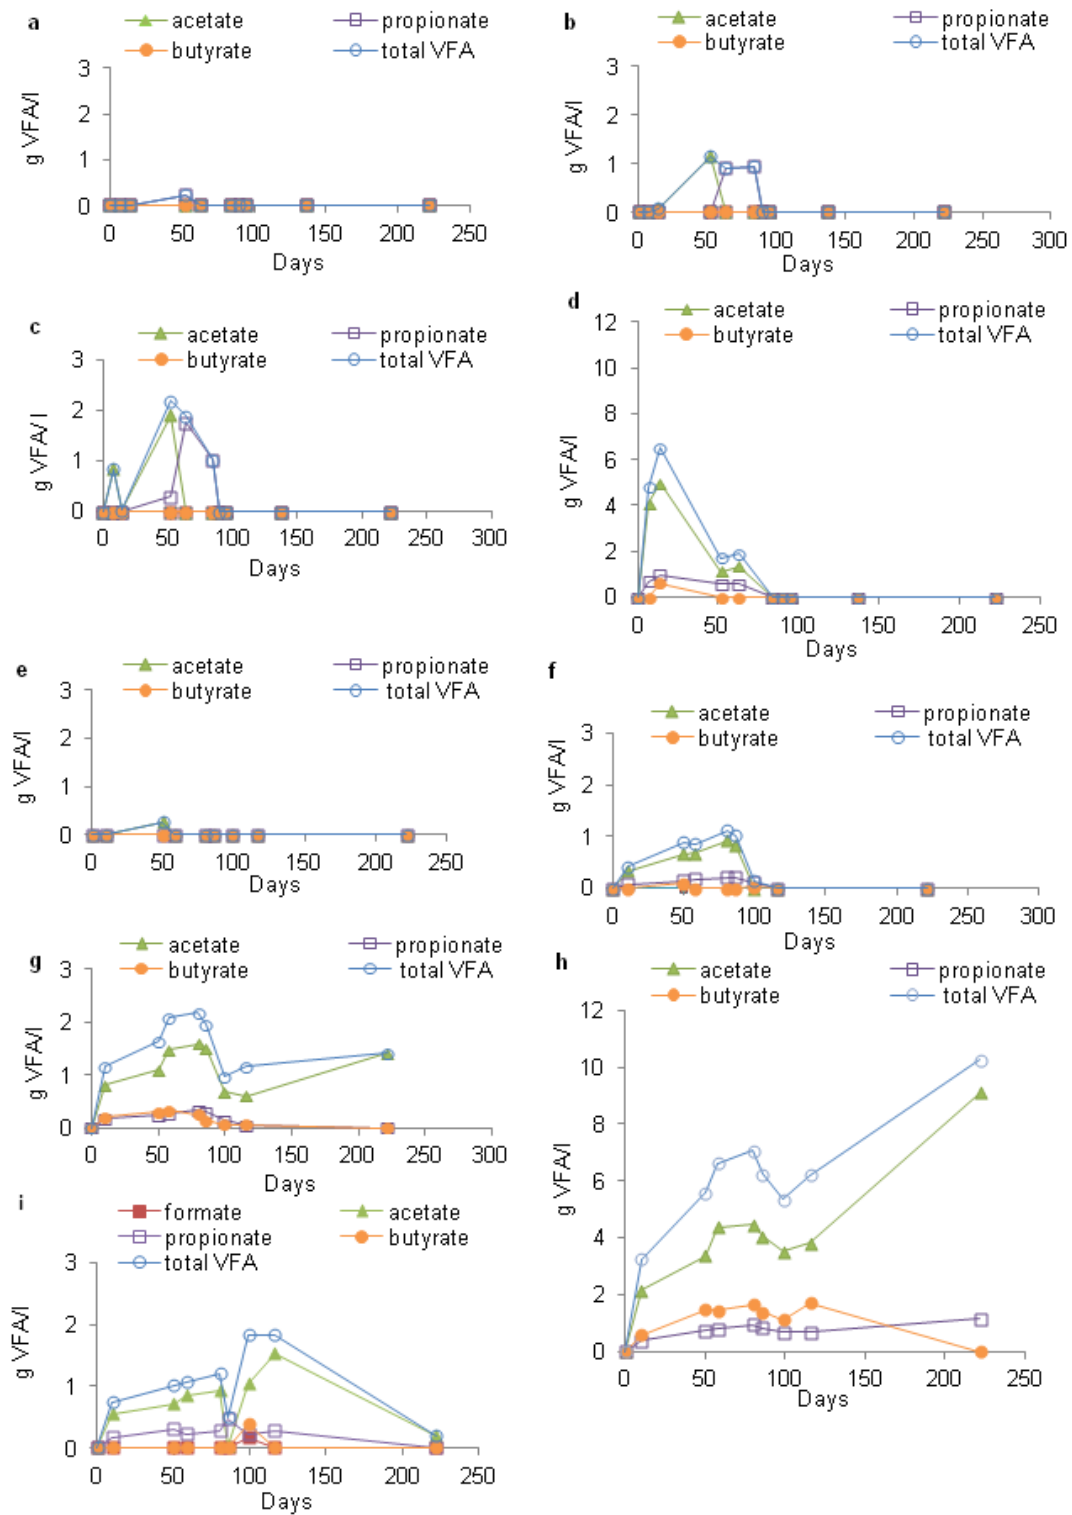 a
acetate propionate
butyrate total VFA
3
2
1
0
g VFA/l
0 50 100 150 200 250
Days
b
acetate propionate
butyrate total VFA
3
2
1
0
g VFA/l
0 50 100 150 200 250 300
Days
c
acetate propionate
butyrate total VFA
3
2
1
0
g VFA/ l
0 50 100 150 200 250 300
Days
d
acetate propionate
butyrate total VFA
12
10
8
6
4
2
0
g VFA/l
0 50 100 150 200 250
Days
e
acetate propionate
butyrate total VFA
3
2
1
0
g VFA/l
0 50 100 150 200 250
Days
f
acetate propionate
butyrate total VFA
3
2
1
0
g VFA/l
0 50 100 150 200 250 300
Days
g
acetate propionate
butyrate total VFA
3
2
1
0
g VFA/l
0 50 100 150 200 250 300
Days
h
acetate propionate
butyrate total VFA
12
10
8
6
4
2
0
g VFA/l
0 50 100 150 200 250
Days
i
formate acetate
propionate butyrate
total VFA
3
2
1
0
g VFA/l
0 50 100 150 200 250
Days